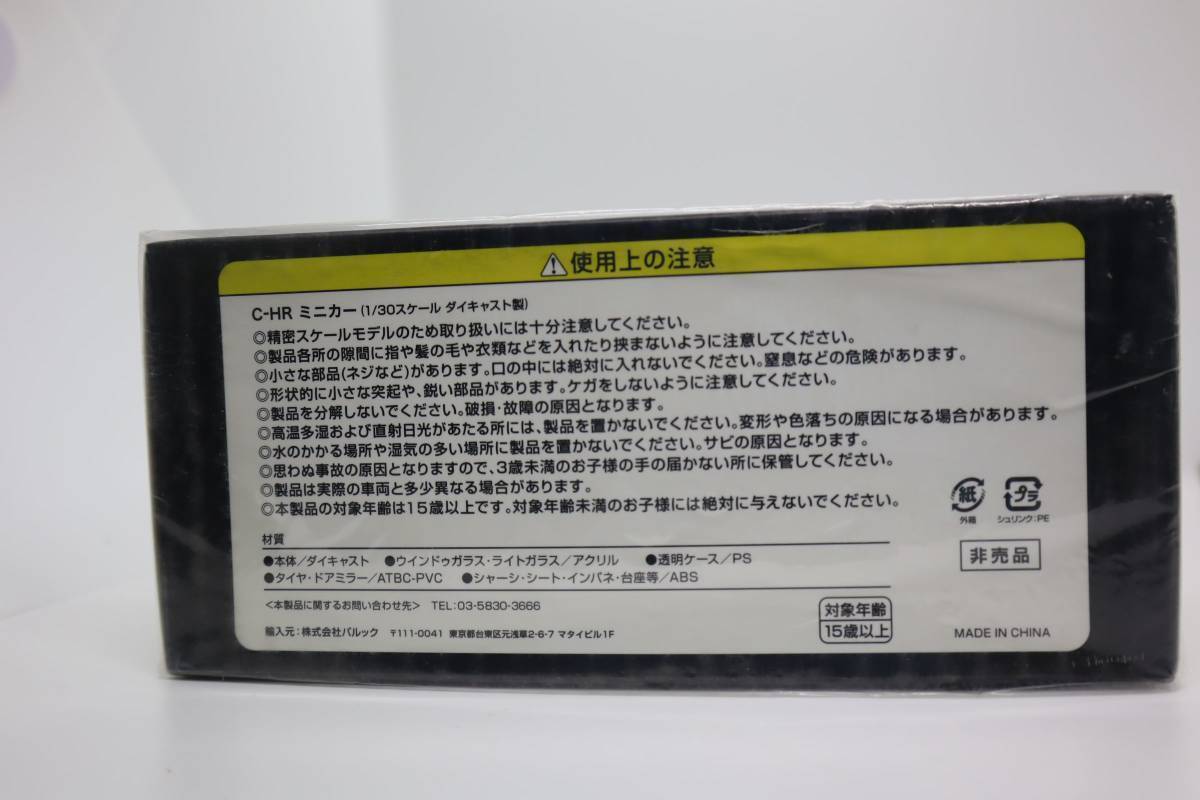 ⚠使用上の注意
C-HR ミニカー(1/30スケール ダイキャスト製)
◎精密スケールモデルのため取り扱いには十分注意してください。
◎製品各所の隙間に指や髪の毛や衣類などを入れたり挟まないように注意してください。
◎小さな部品(ネジなど)があります。口の中には絶対に入れないでください。窒息などの危険があります。
◎形状的に小さな突起や、鋭い部品があります。ケガをしないように注意してください。
◎製品を分解しないでください。破損・故障の原因となります。
◎高温多湿および直射日光があたる所には、製品を置かないでください。変形や色落ちの原因になる場合があります。
◎水のかかる場所や湿気の多い場所に製品を置かないでください。サビの原因となります。
◎思わぬ事故の原因となりますので、3歳未満のお子様の手の届かない所に保管してください。
◎製品は実際の車両と多少異なる場合があります。
◎本製品の対象年齢は15歳以上です。対象年齢未満のお子様には絶対に与えないでください。
紙 プラ
外箱 シュリンク:PE
非売品
材質
●本体/ダイキャスト ●ウインドゥガラス・ライトガラス/アクリル ●透明ケース/PS
●タイヤ・ドアミラー/ATBC-PVC ●シャーシ・シート・インパネ・台座等/ABS
<本製品に関するお問い合わせ先> TEL:03-5830-3666
輸入元:株式会社バルック 〒111-0041 東京都台東区元浅草2-6-7 マタイビル1F
対象年齢
15歳以上
MADE IN CHINA